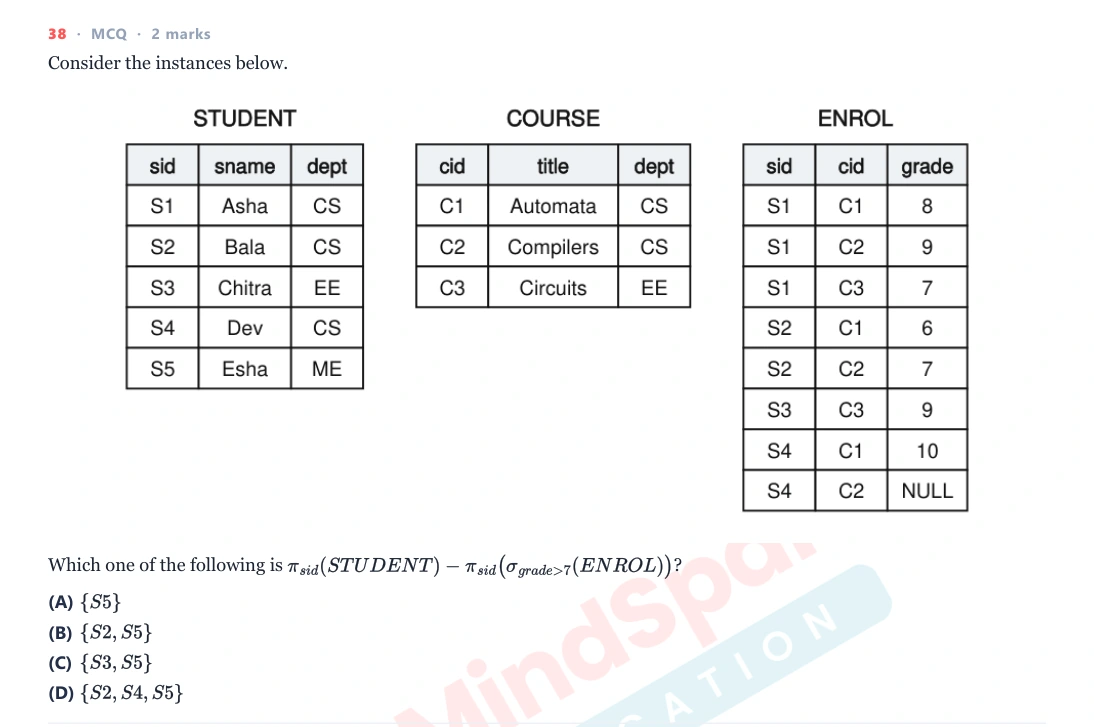 38 · MCQ · 2 marks
Consider the instances below.
STUDENT COURSE ENROL
sid sname dept cid title dept sid cid grade
S1 Asha CS C1 Automata CS S1 C1 8
S2 Bala CS C2 Compilers CS S1 C2 9
S3 Chitra EE C3 Circuits EE S1 C3 7
S4 Dev CS S2 C1 6
S5 Esha ME S2 C2 7
S3 C3 9
S4 C1 10
S4 C2 NULL
Which one of the following is π_sid(STUDENT) − π_sid(σ_grade>7(ENROL))?
(A) {S5}
(B) {S2, S5}
(C) {S3, S5}
(D) {S2, S4, S5}